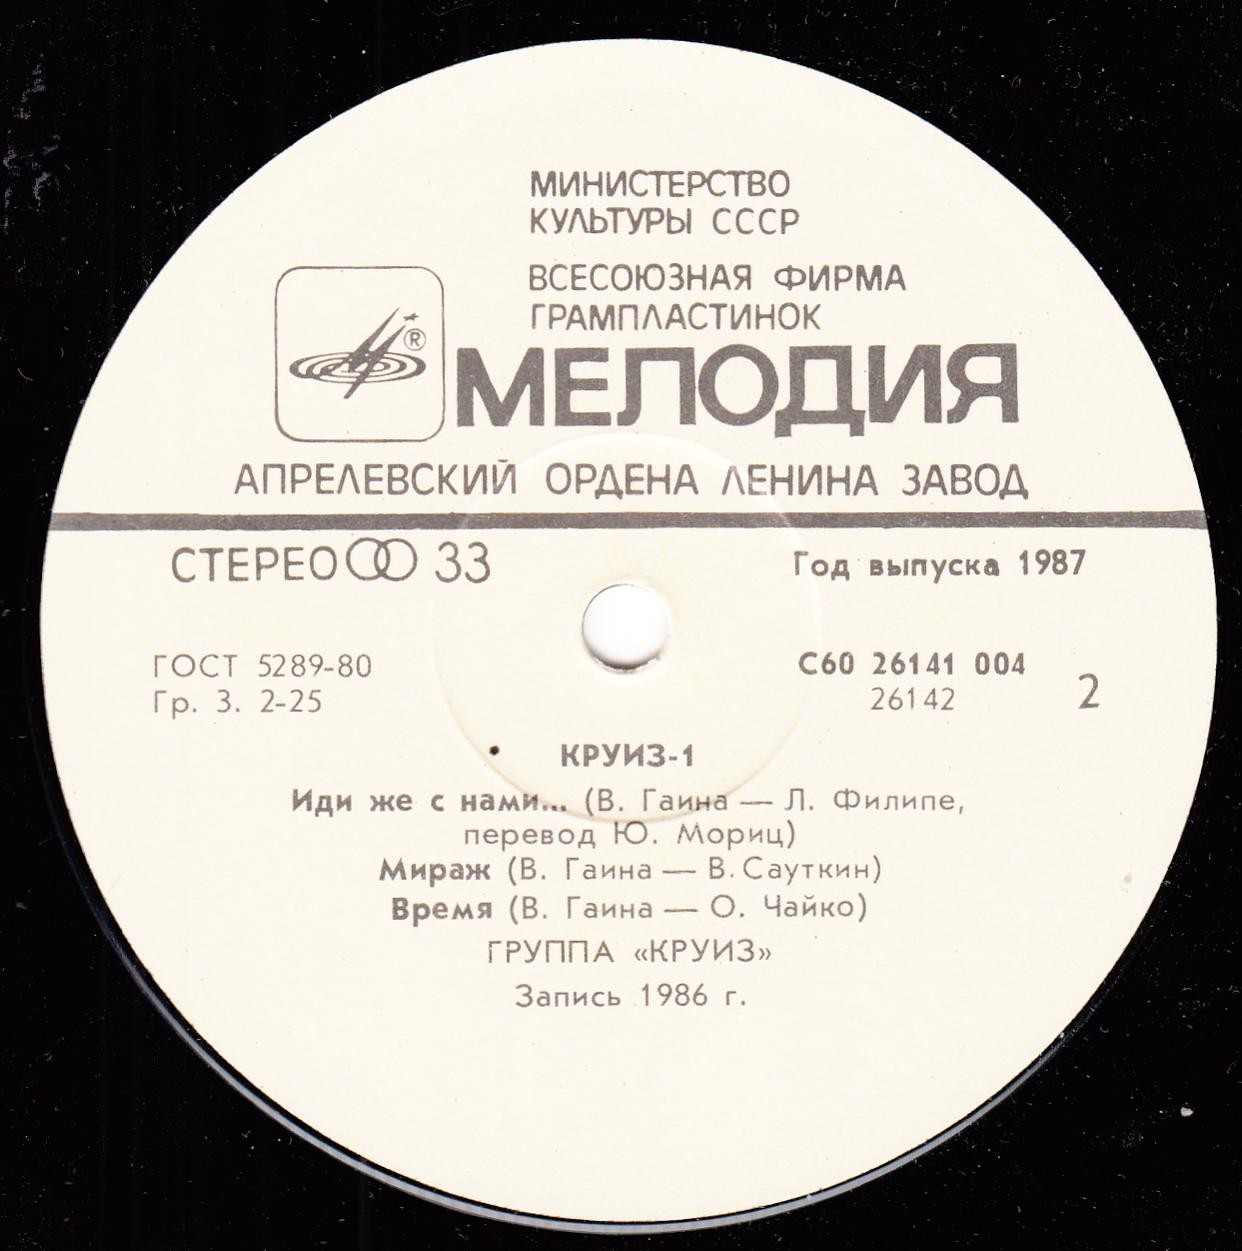 МИНИСТЕРСТВО
КУЛЬТУРЫ СССР
ВСЕСОЮЗНАЯ ФИРМА
ГРАМПЛАСТИНОК
®
МЕЛОДИЯ
АПРЕЛЕВСКИЙ ОРДЕНА ЛЕНИНА ЗАВОД
СТЕРЕО 33
Год выпуска 1987
ГОСТ 5289-80
Гр. 3. 2-25
С60 26141 004
26142
2
КРУИЗ-1
Иди же с нами... (В. Гаина — Л. Филипе,
перевод Ю. Мориц)
Мираж (В. Гаина — В. Сауткин)
Время (В. Гаина — О. Чайко)
ГРУППА «КРУИЗ»
Запись 1986 г.